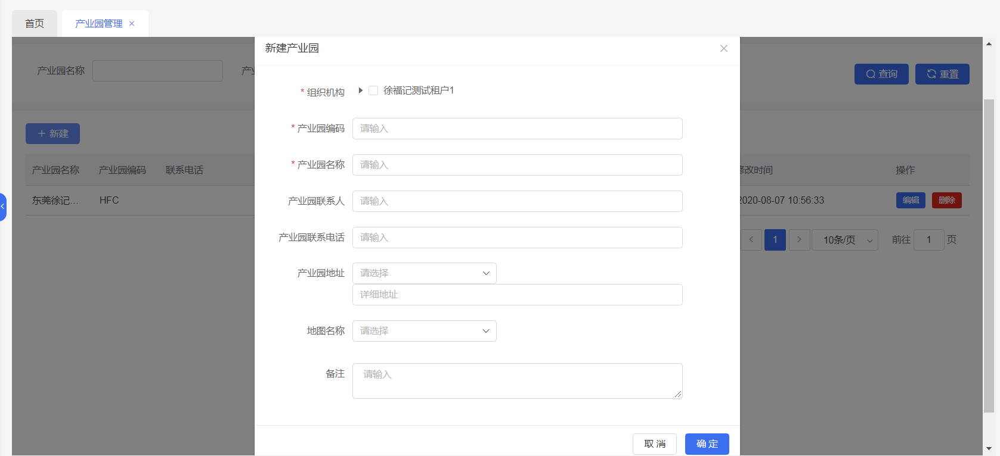 首页
产业园管理
新建产业园
产业园名称
查询
重置
* 组织机构
徐福记测试租户1
* 产业园编码
请输入
新建
* 产业园名称
请输入
产业园名称 产业园编码 联系电话
修改时间 操作
产业园联系人
请输入
东莞徐记... HFC
2020-08-07 10:56:33
编辑
删除
产业园联系电话
请输入
1
10条/页
前往 1 页
产业园地址
请选择
详细地址
地图名称
请选择
备注
请输入
取消
确定